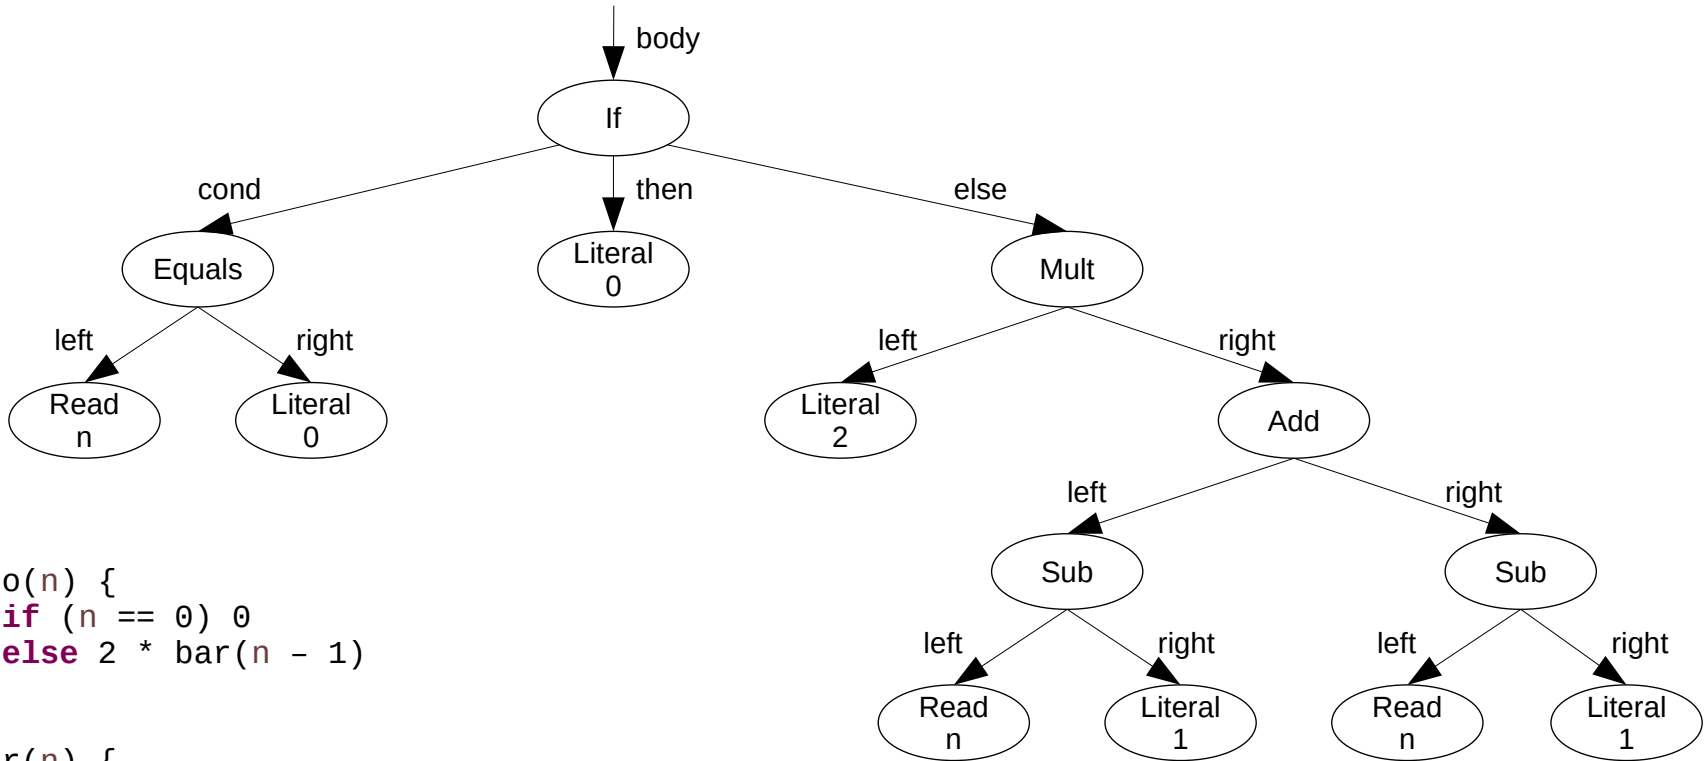 body
If
cond
then
else
Equals
Literal
0
Mult
left
right
left
right
Read
n
Literal
0
Literal
2
Add
left
right
Sub
Sub
left
right
left
right
Read
n
Literal
1
Read
n
Literal
1
o(n) {
if (n == 0) 0
else 2 * bar(n – 1)
r(n) {